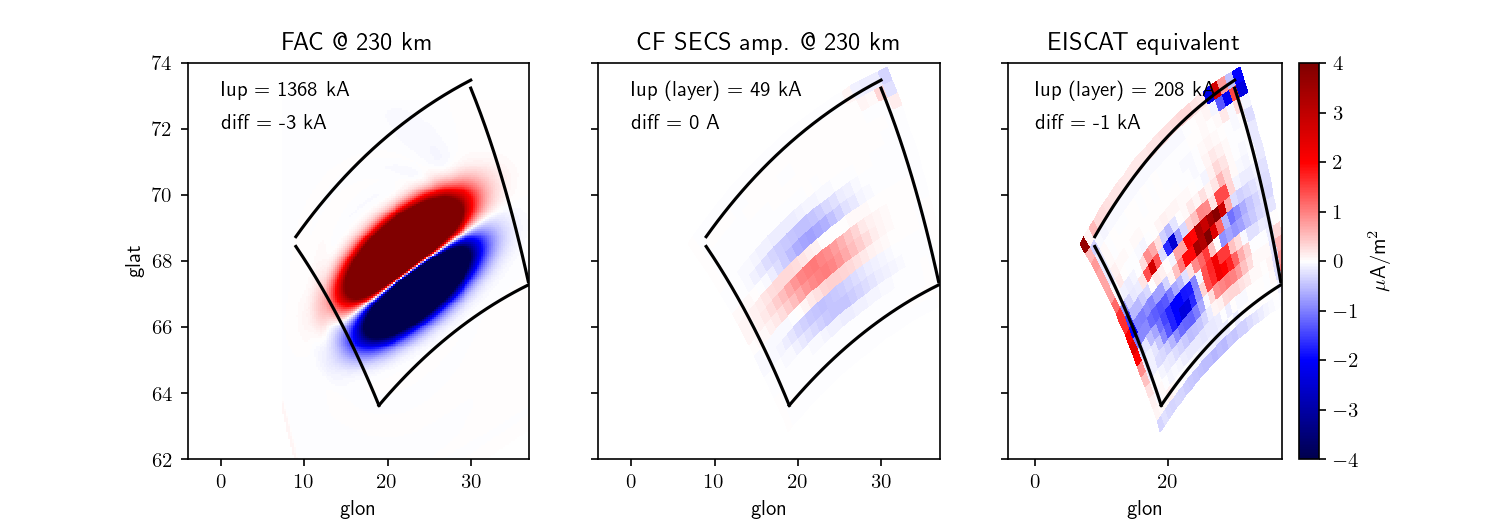 FAC @ 230 km
CF SECS amp. @ 230 km
EISCAT equivalent
Iup = 1368 kA
diff = -3 kA
Iup (layer) = 49 kA
diff = 0 A
Iup (layer) = 208 kA
diff = -1 kA
74
72
70
68
66
64
62
glat
0
10
20
30
glon
0
10
20
30
glon
0
20
glon
4
3
2
1
0
−1
−2
−3
−4
μA/m²